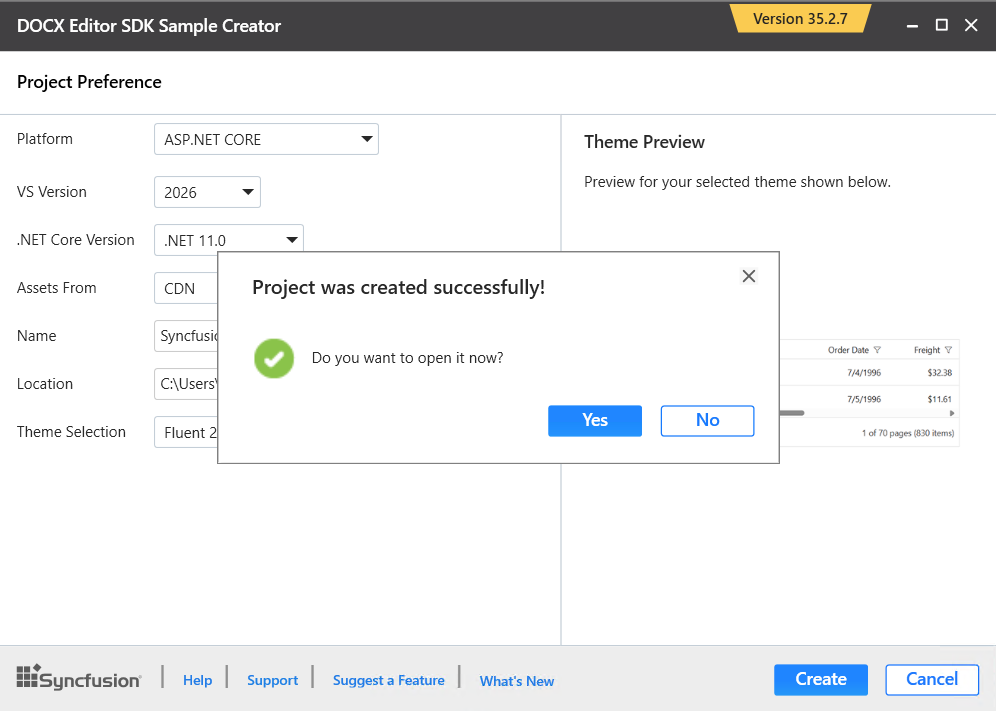 DOCX Editor SDK Sample Creator
Version 35.2.7
Project Preference
Platform
ASP.NET CORE
VS Version
2026
.NET Core Version
.NET 11.0
Assets From
CDN
Name
Location
C:\Users\
Theme Selection
Fluent 2
Theme Preview
Preview for your selected theme shown below.
Order Date Freight
7/4/1996 $32.38
7/5/1996 $11.61
1 of 70 pages (830 items)
Project was created successfully!
Do you want to open it now?
Yes No
Syncfusion
Help
Support
Suggest a Feature
What's New
Create
Cancel